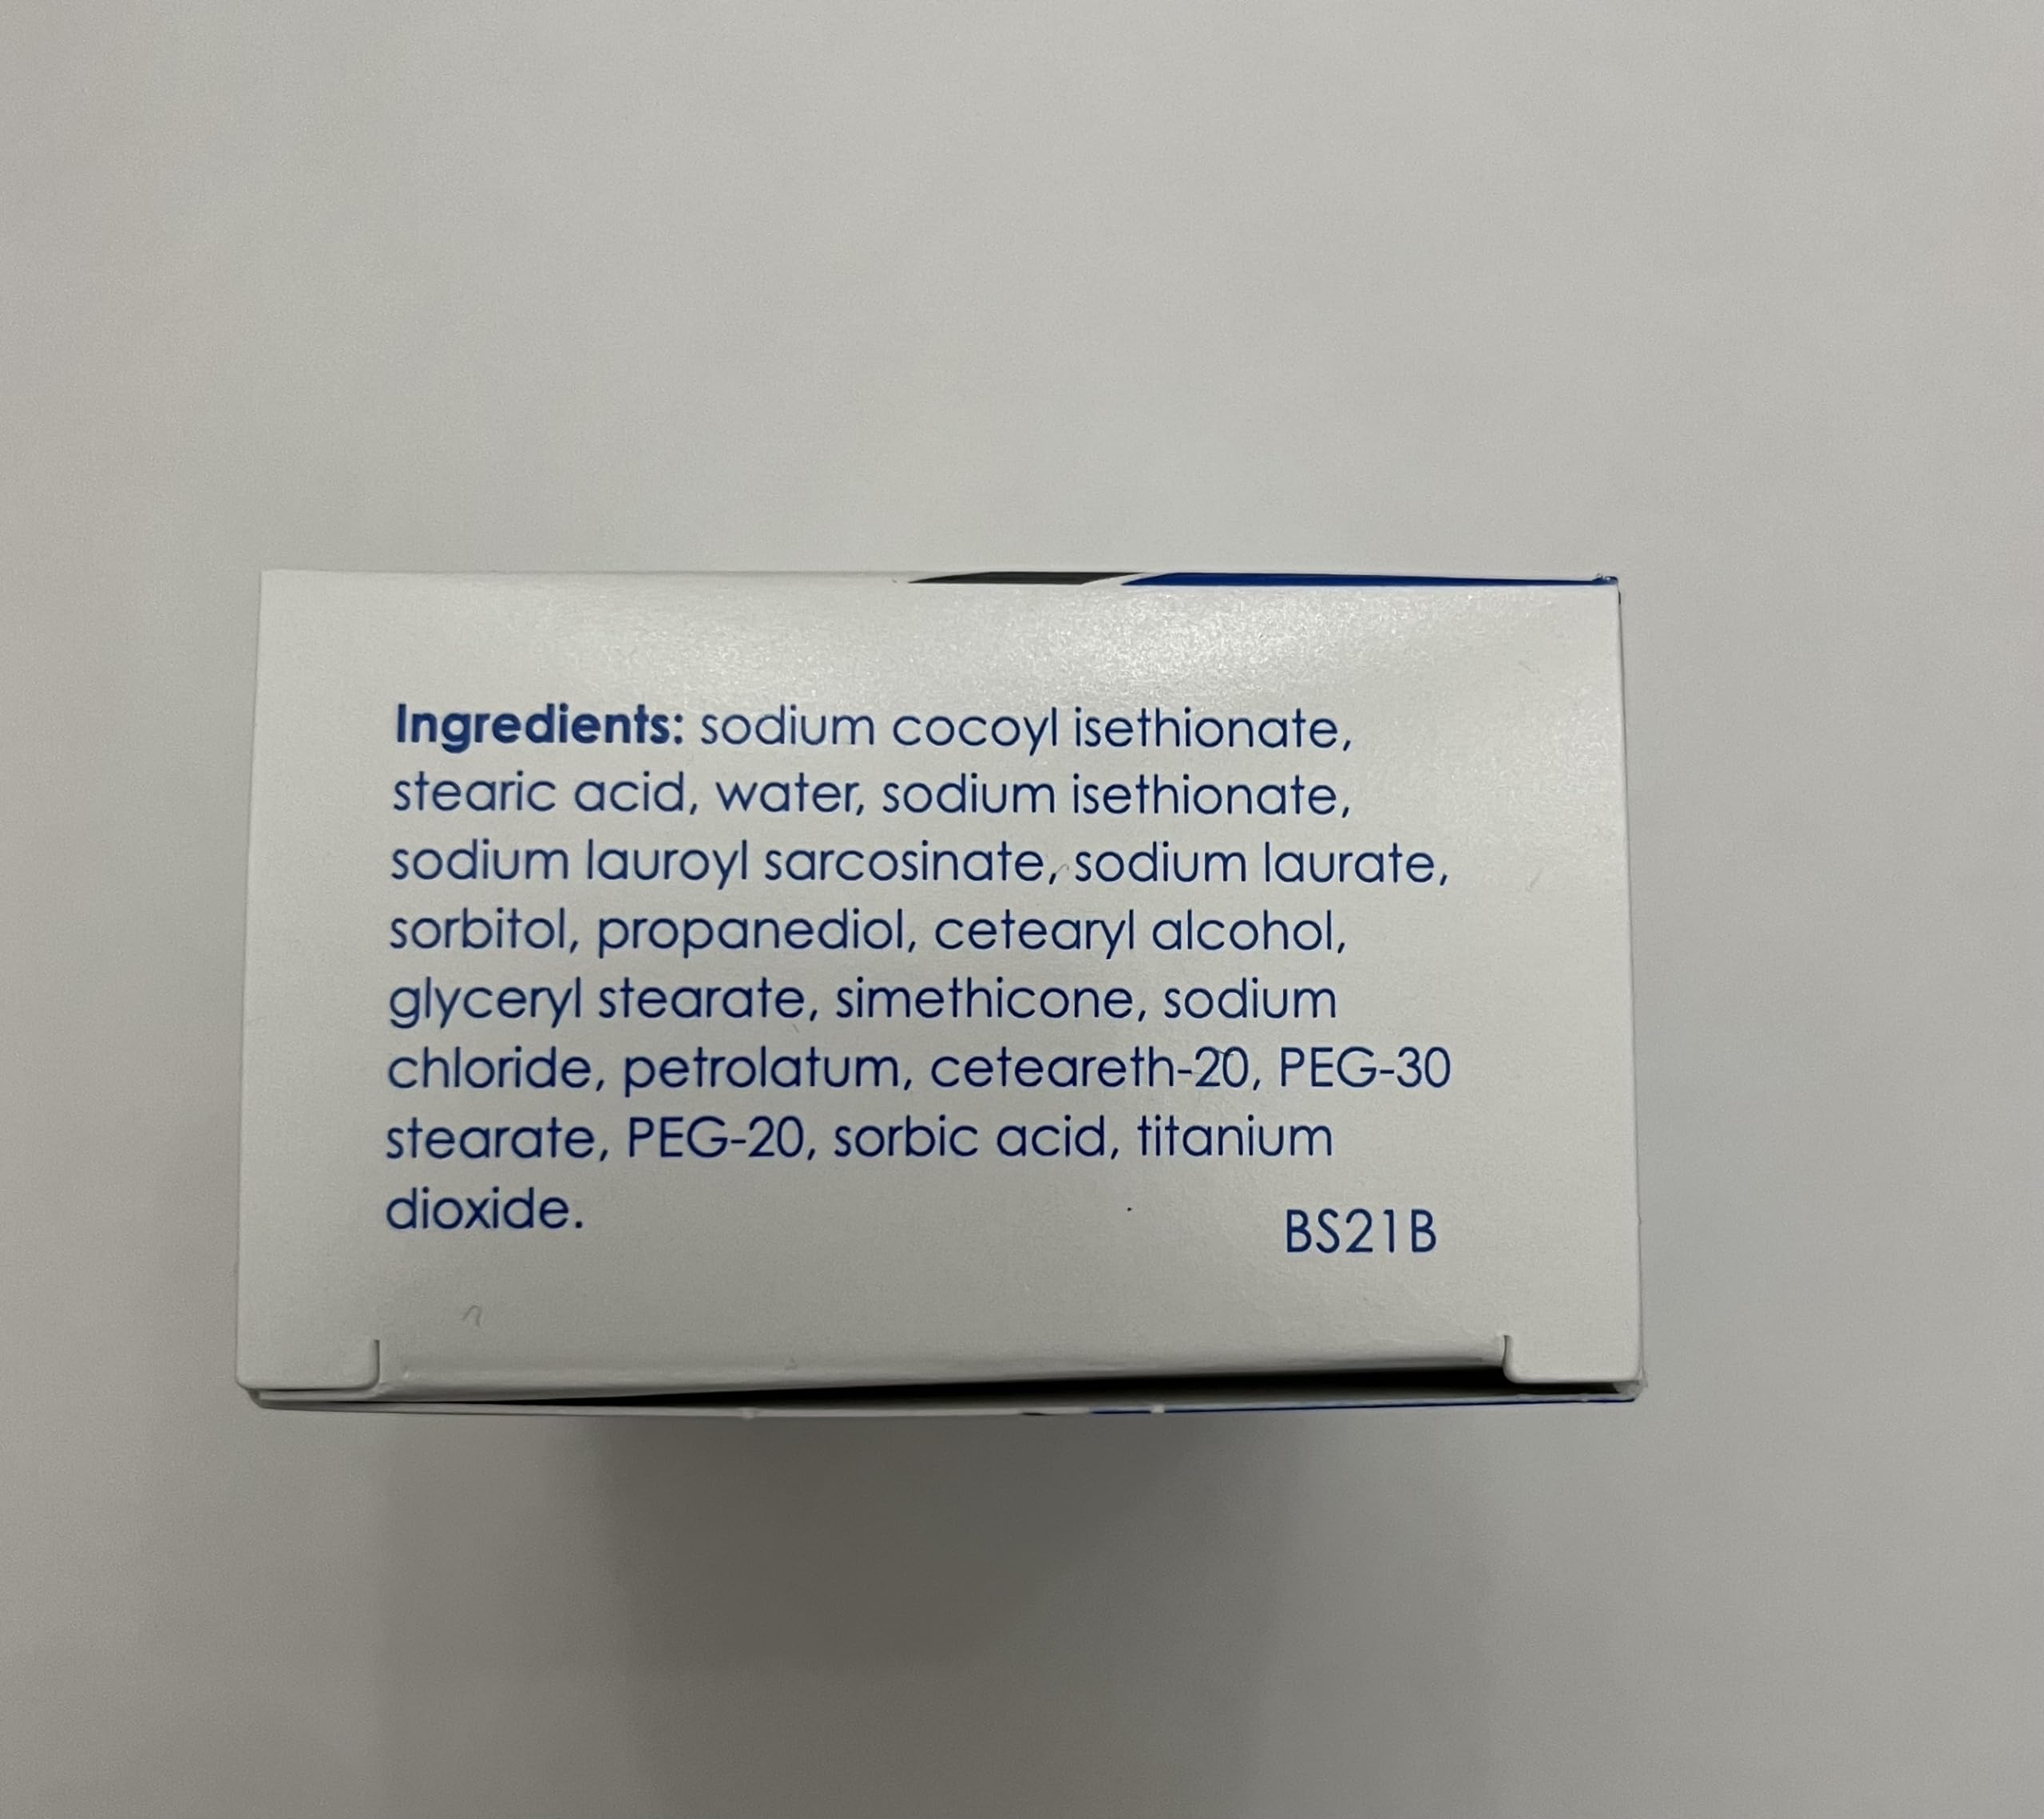 Ingredients: sodium cocoyl isethionate,
stearic acid, water, sodium isethionate,
sodium lauroyl sarcosinate, sodium laurate,
sorbitol, propanediol, cetearyl alcohol,
glyceryl stearate, simethicone, sodium
chloride, petrolatum, ceteareth-20, PEG-30
stearate, PEG-20, sorbic acid, titanium
dioxide.
BS21B